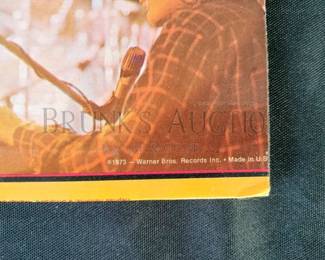 BRUNK'S AUCTIO
©1973 — Warner Bros. Records Inc. • Made in U.S